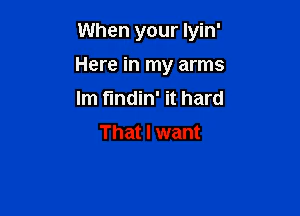 When your lyin'
Here in my arms
Im findin' it hard
That I want